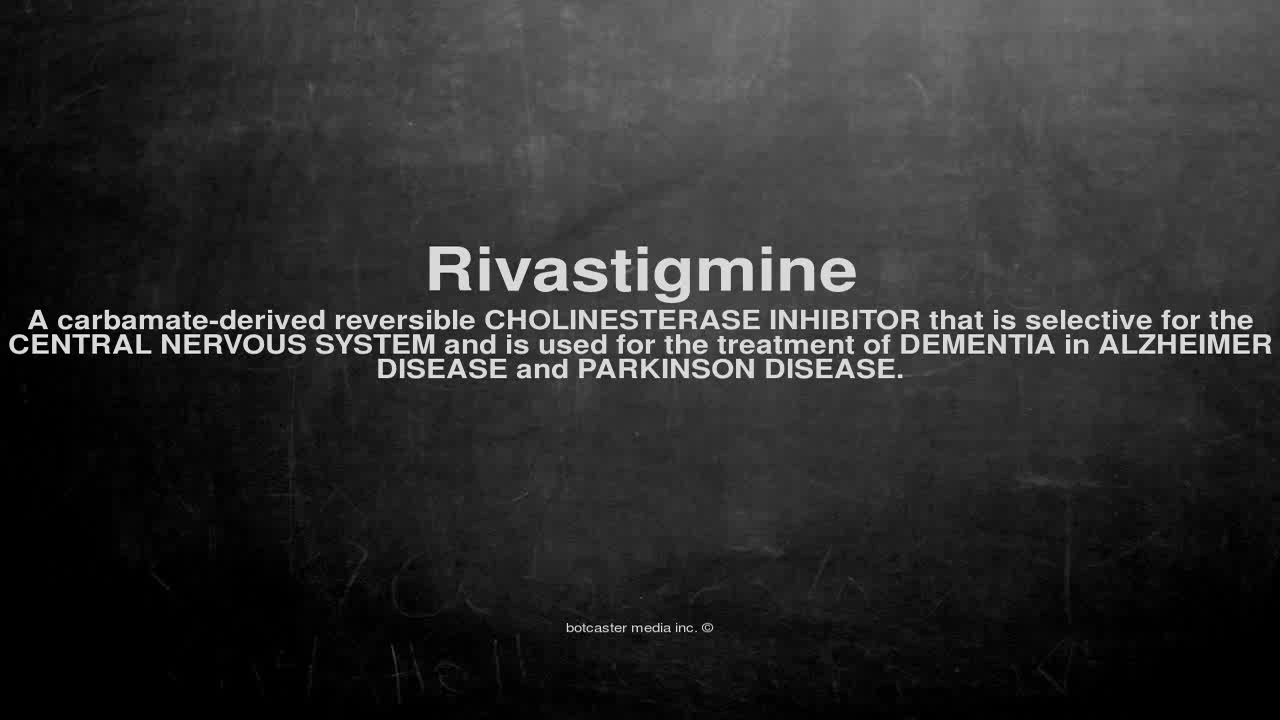 Rivastigmine
A carbamate-derived reversible CHOLINESTERASE INHIBITOR that is selective for the
CENTRAL NERVOUS SYSTEM and is used for the treatment of DEMENTIA in ALZHEIMER
DISEASE and PARKINSON DISEASE.
botcaster media inc. ©